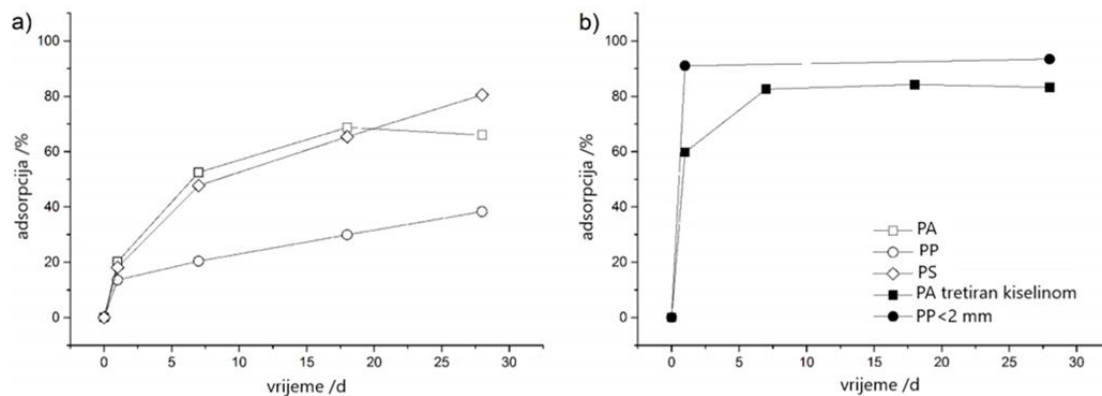 a)
100
80
60
40
20
0
adsorpcija /%
0 5 10 15 20 25 30
vrijeme /d
b)
100
80
60
40
20
0
adsorpcija /%
0 5 10 15 20 25 30
vrijeme /d
PA
PP
PS
PA tretiran kiselinom
PP<2 mm